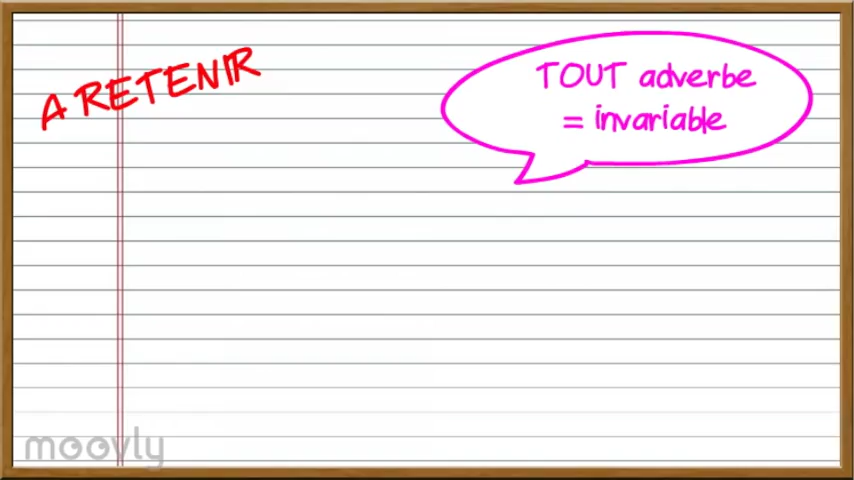 A RETENIR
TOUT adverbe
= invariable
moovly